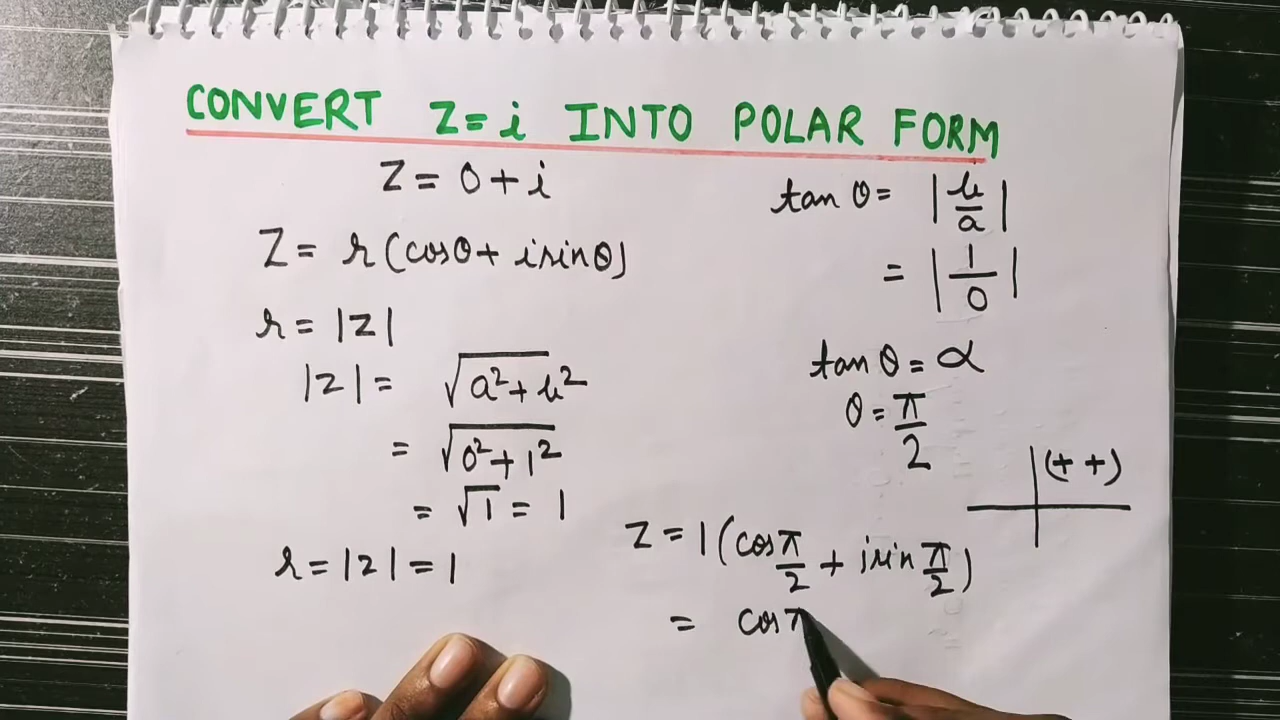 CONVERT Z=i INTO POLAR FORM
Z = 0 + i
Z = r(cosθ + i sinθ)
r = |Z|
|Z| = √a²+b²
= √0²+1²
= √1 = 1
r = |Z| = 1
tan θ = |b/a|
= |1/0|
tan θ = ∝
θ = π/2
(+ +)
Z = 1(cos π/2 + i sin π/2)
= cos π